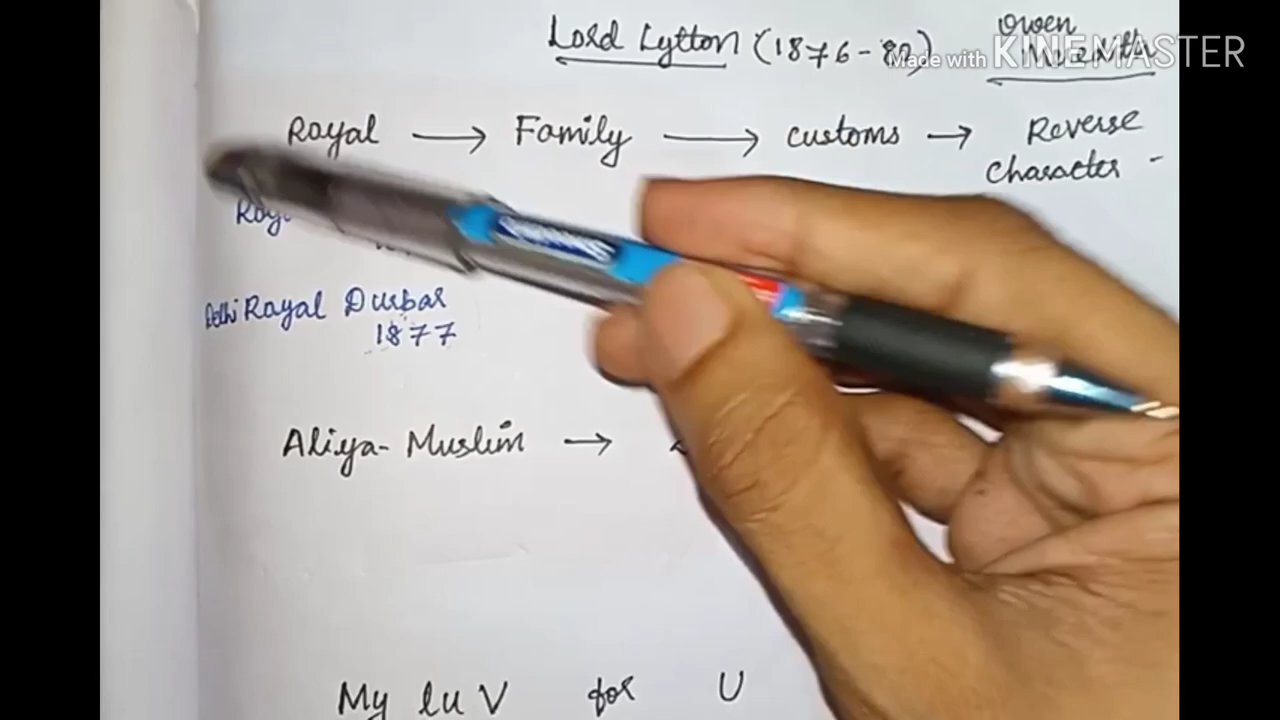 Lord Lytton (1876-80) Owen
Made with KINEMASTER
Royal → Family → customs → Reverse
Character -
Roya
Delhi Royal Durbar
1877
Aliya-Muslim →
My luV for U